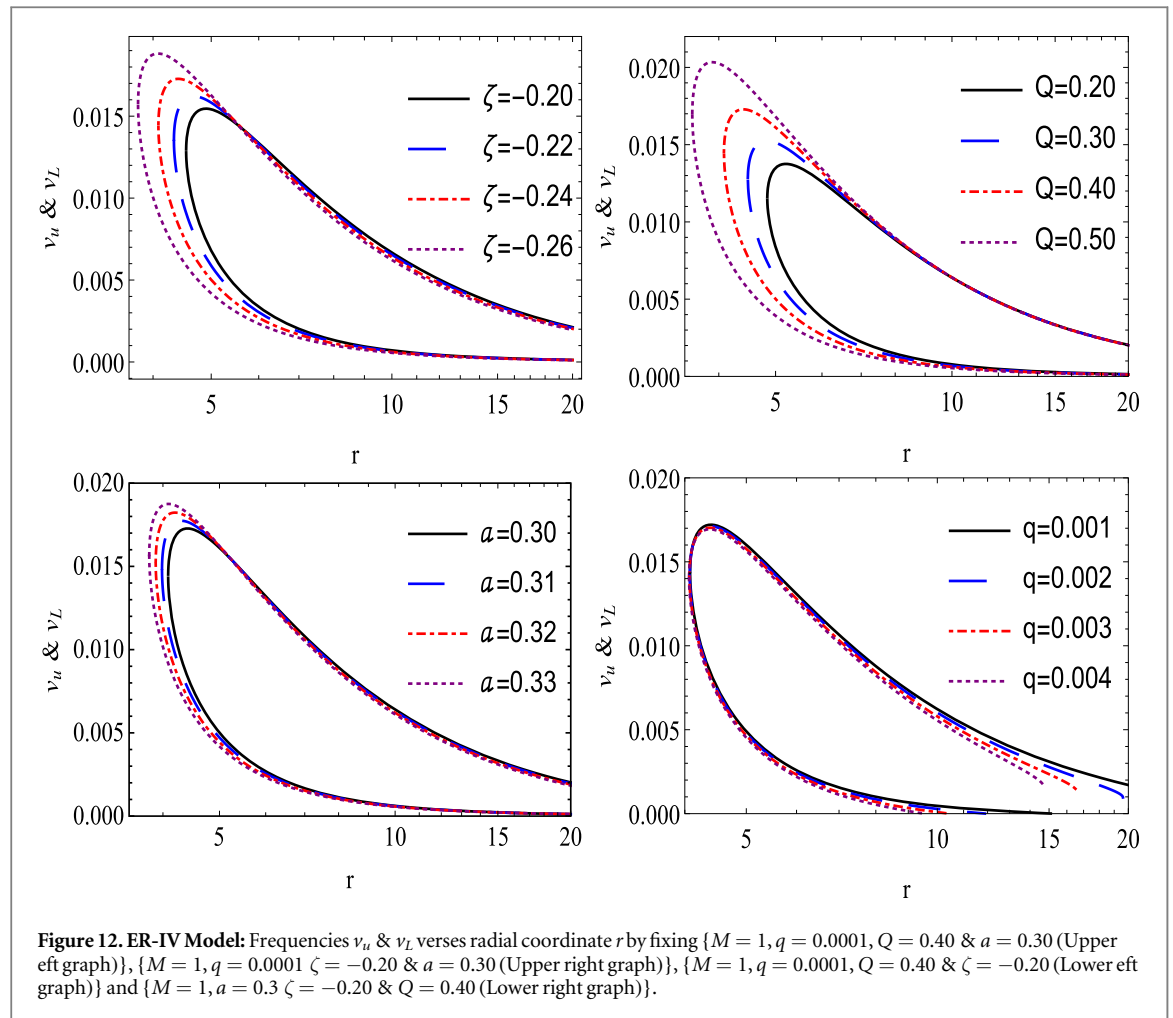 0.015
0.010
0.005
0.000
ν_u & ν_L
5
10
15
20
r
ζ=−0.20
ζ=−0.22
ζ=−0.24
ζ=−0.26
0.020
0.015
0.010
0.005
0.000
ν_u & ν_L
5
10
15
20
r
Q=0.20
Q=0.30
Q=0.40
Q=0.50
0.020
0.015
0.010
0.005
0.000
ν_u & ν_L
5
10
15
20
r
a=0.30
a=0.31
a=0.32
a=0.33
0.020
0.015
0.010
0.005
0.000
ν_u & ν_L
5
10
15
20
r
q=0.001
q=0.002
q=0.003
q=0.004
Figure 12. ER-IV Model: Frequencies ν_u & ν_L verses radial coordinate r by fixing {M = 1, q = 0.0001, Q = 0.40 & a = 0.30 (Upper
eft graph)}, {M = 1, q = 0.0001 ζ = −0.20 & a = 0.30 (Upper right graph)}, {M = 1, q = 0.0001, Q = 0.40 & ζ = −0.20 (Lower eft
graph)} and {M = 1, a = 0.3 ζ = −0.20 & Q = 0.40 (Lower right graph)}.